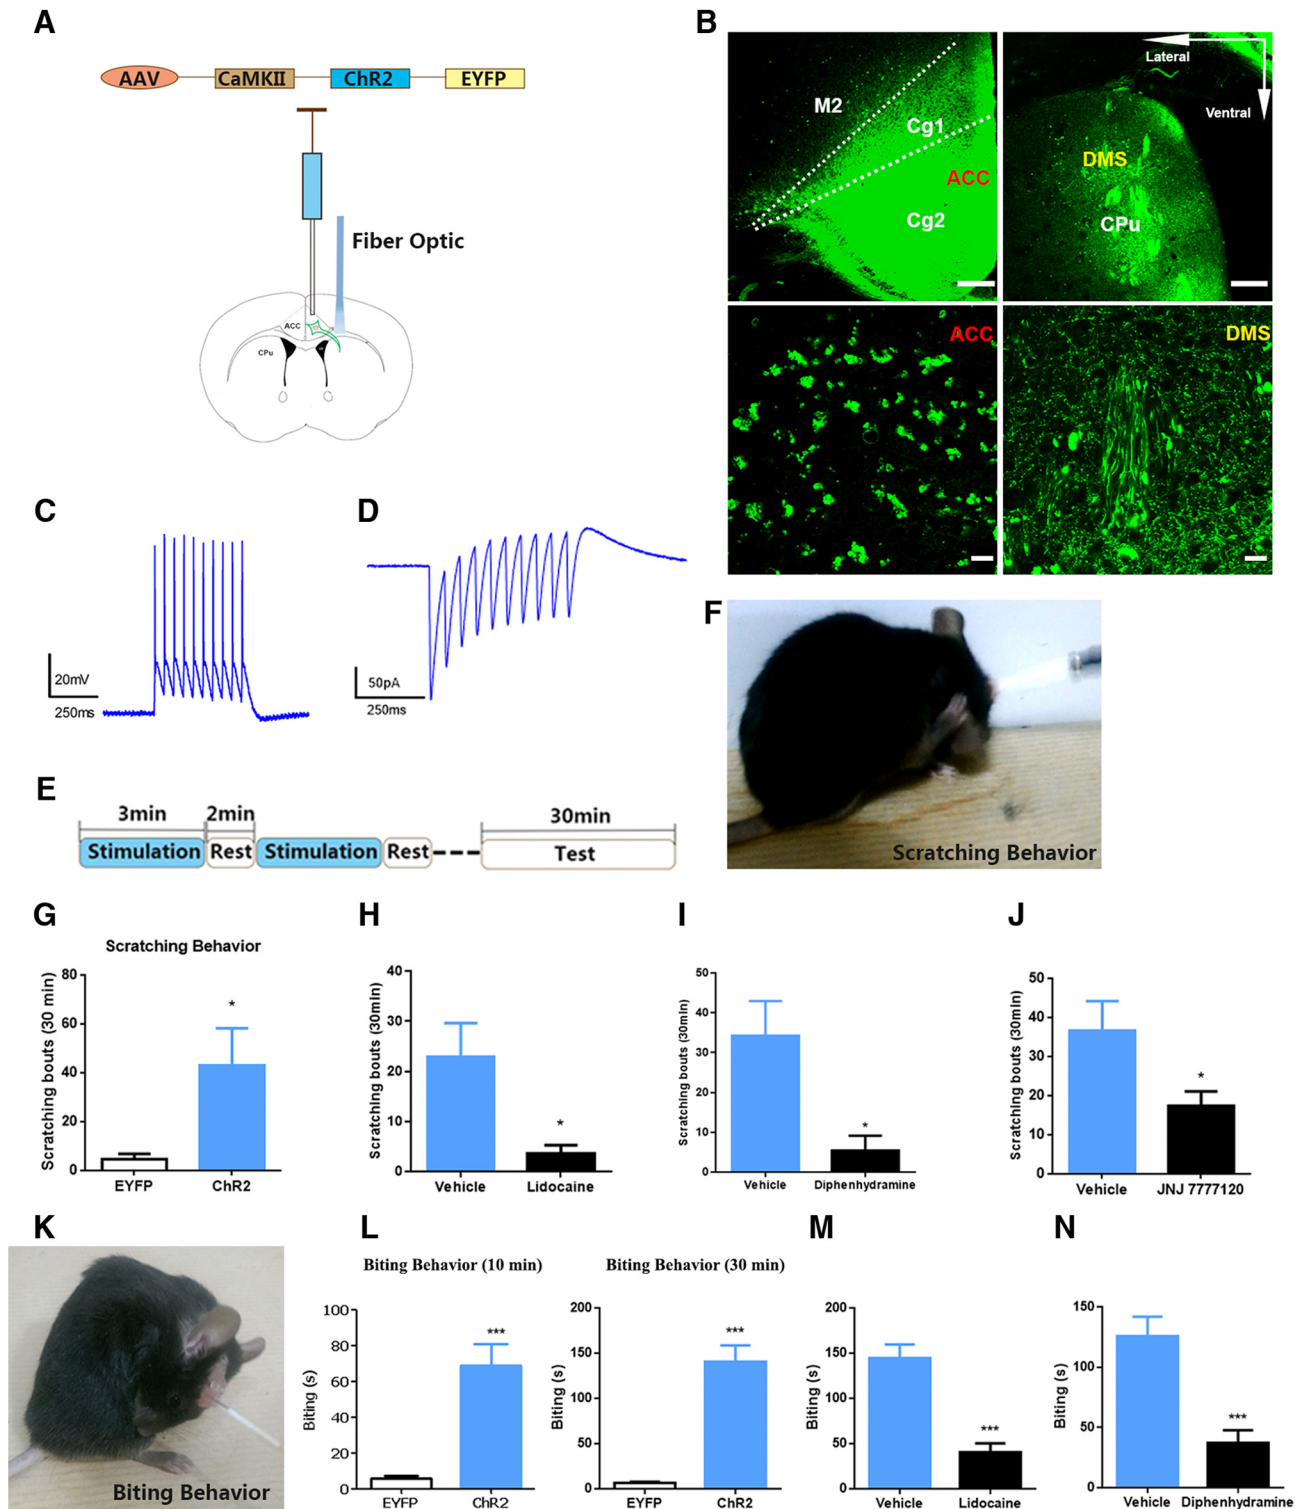 A
AAV CaMKII ChR2 EYFP
Fiber Optic
ACC
CPu
B
M2
Cg1
ACC
Cg2
Lateral
Ventral
DMS
CPu
ACC
DMS
C
20mV
250ms
D
50pA
250ms
E
3min 2min 30min
Stimulation Rest Stimulation Rest Test
F
Scratching Behavior
G
Scratching Behavior
Scratching bouts (30 min)
80
60
40
20
0
*
EYFP ChR2
H
Scratching bouts (30min)
40
30
20
10
0
*
Vehicle Lidocaine
I
Scratching bouts (30min)
50
40
30
20
10
0
*
Vehicle Diphenhydramine
J
Scratching bouts (30min)
50
40
30
20
10
0
*
Vehicle JNJ 7777120
K
Biting Behavior
L
Biting Behavior (10 min)
Biting (s)
100
80
60
40
20
0
***
EYFP ChR2
Biting Behavior (30 min)
Biting (s)
200
150
100
50
0
***
EYFP ChR2
M
Biting (s)
200
150
100
50
0
***
Vehicle Lidocaine
N
Biting (s)
150
100
50
0
***
Vehicle Diphenhydramine